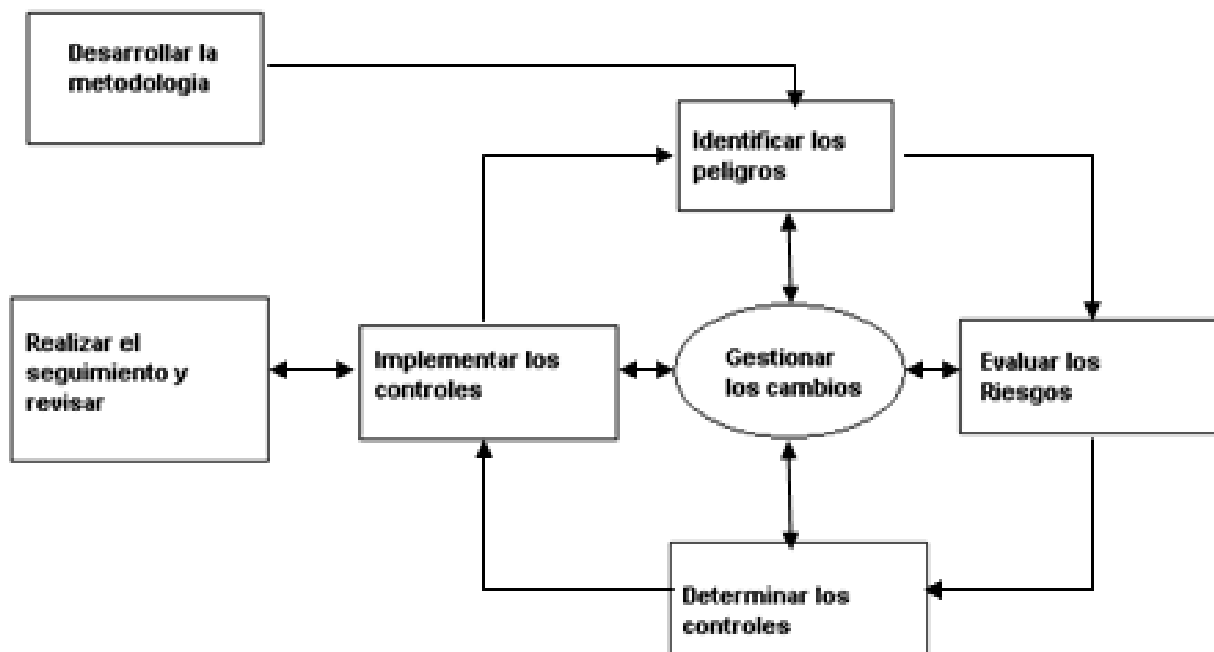 Desarrollar la
metodología
Identificar los
peligros
Realizar el
seguimiento y
revisar
Implementar los
controles
Gestionar
los cambios
Evaluar los
Riesgos
Determinar los
controles